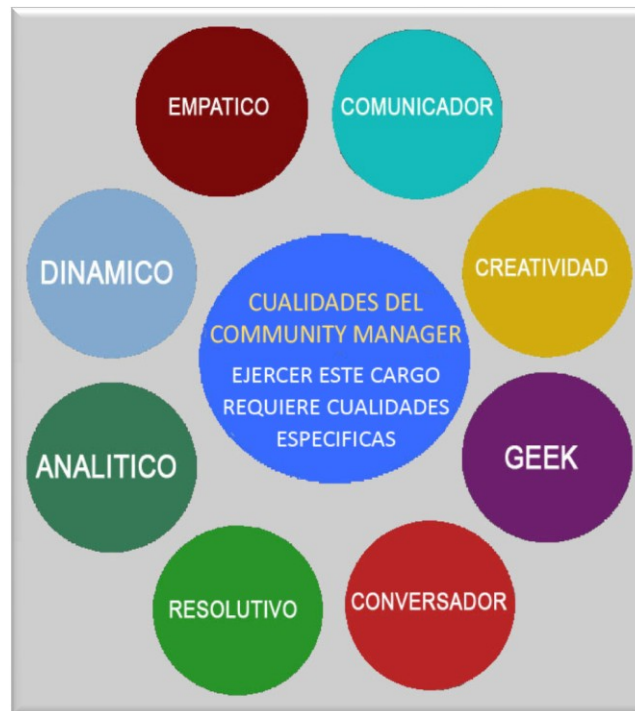 EMPATICO
COMUNICADOR
DINAMICO
CREATIVIDAD
CUALIDADES DEL
COMMUNITY MANAGER
EJERCER ESTE CARGO
REQUIERE CUALIDADES
ESPECIFICAS
ANALITICO
GEEK
RESOLUTIVO
CONVERSADOR